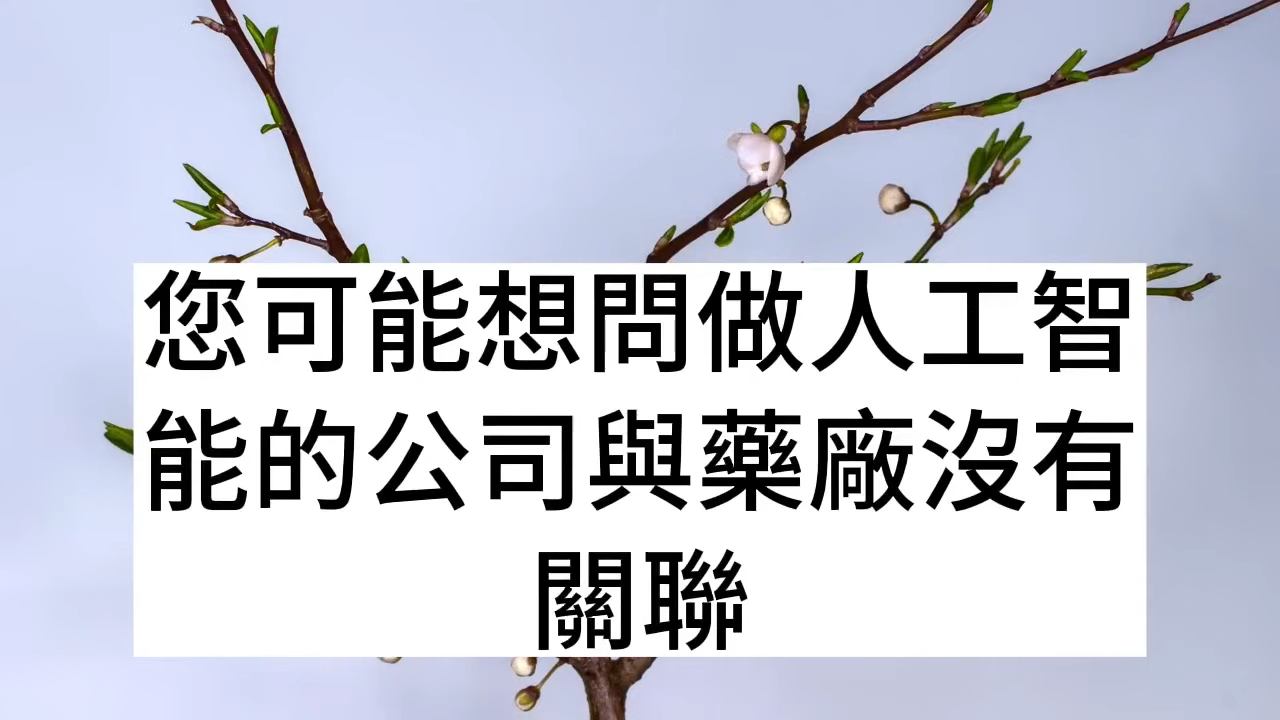 您可能想問做人工智
能的公司與藥廠沒有
關聯